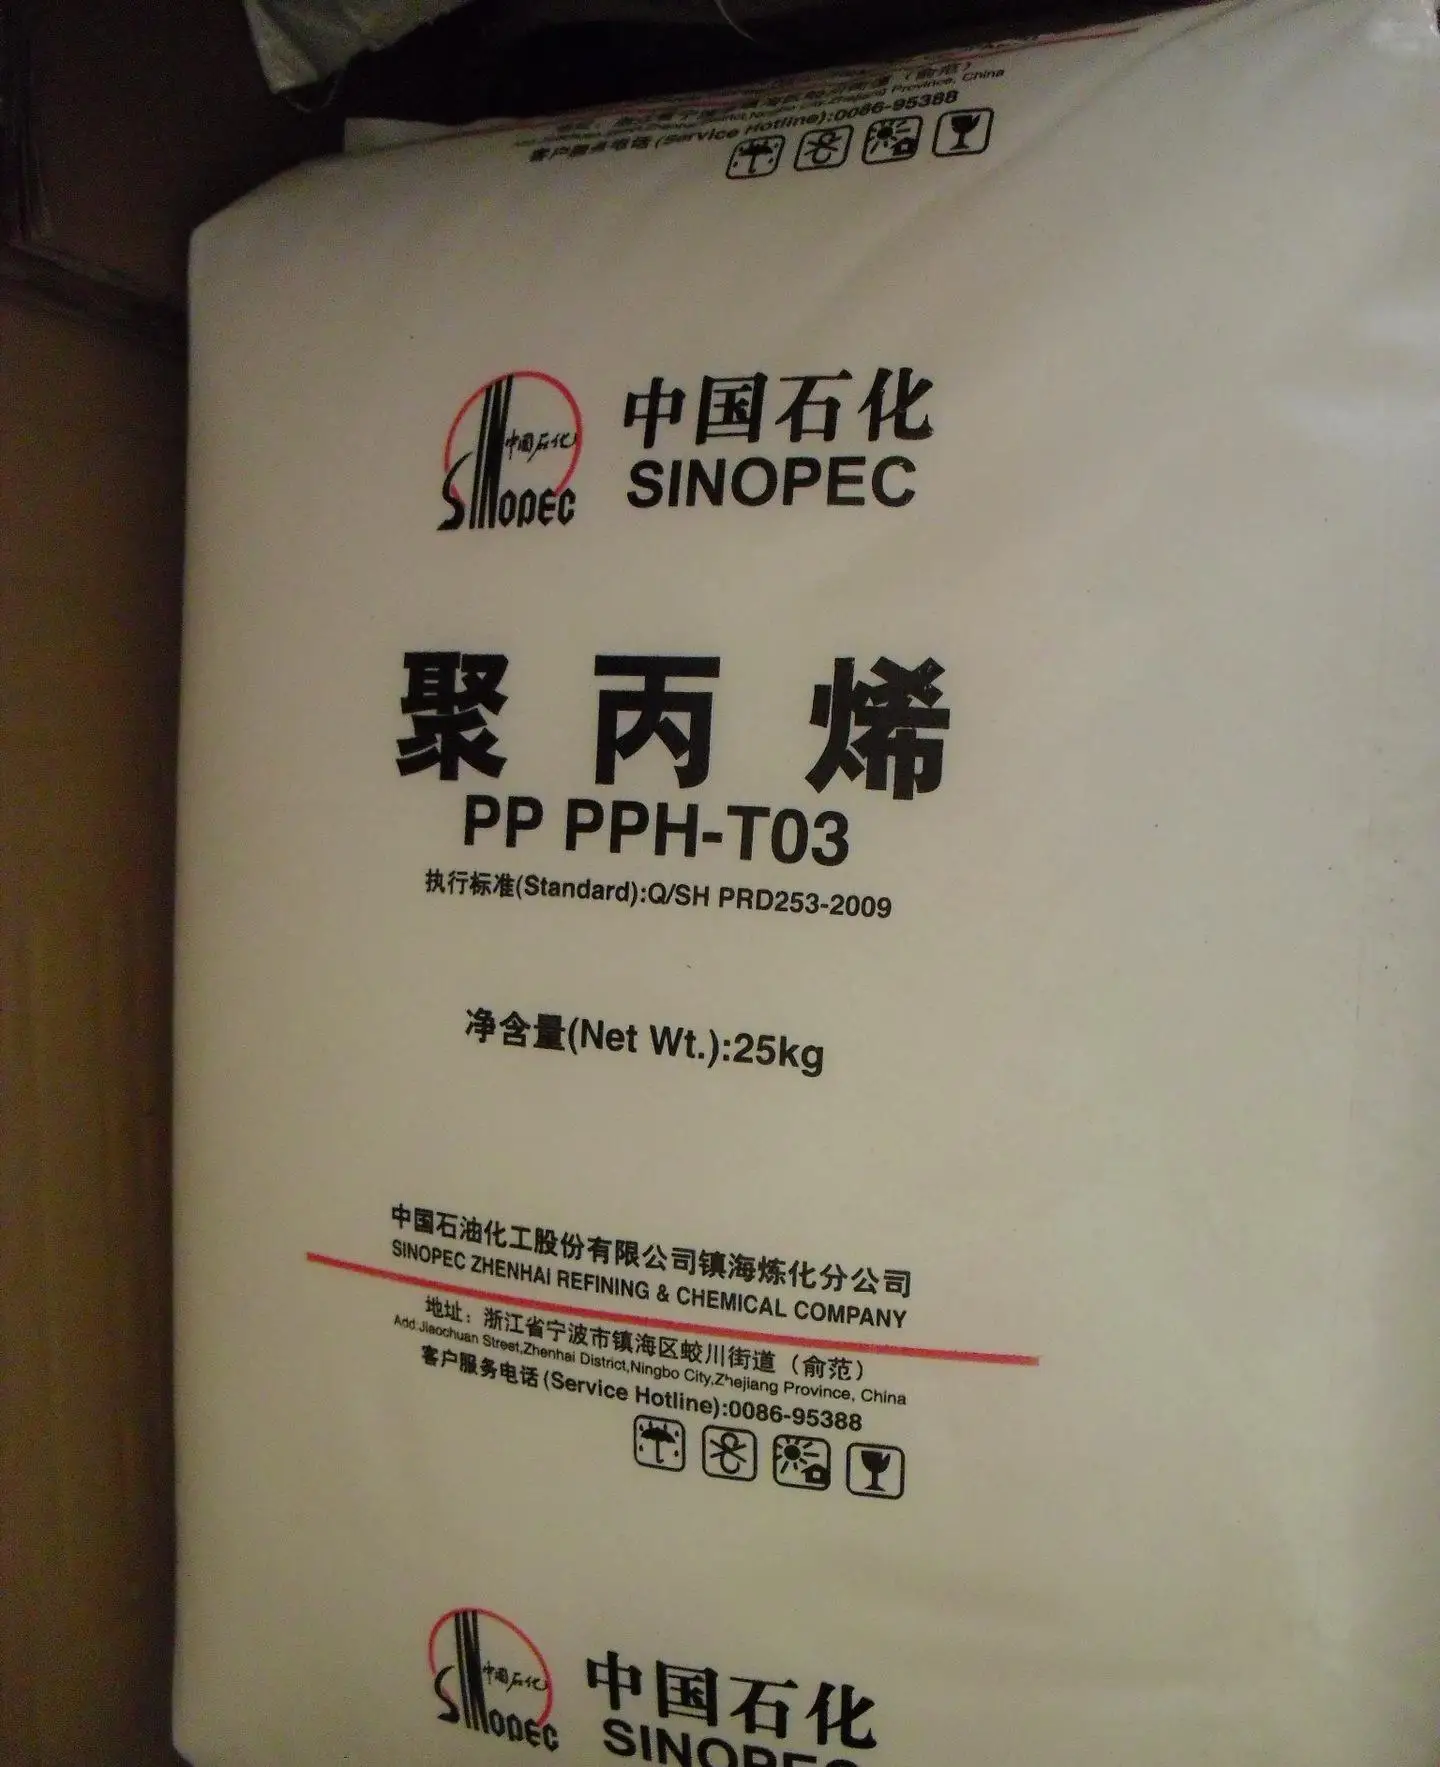 Zhejiang Province, China
客户服务电话(Service Hotline):0086-95388
中国石化
SINOPEC
中国石化
SINOPEC
聚丙烯
PP PPH-T03
执行标准(Standard):Q/SH PRD253-2009
净含量(Net Wt.):25kg
中国石油化工股份有限公司镇海炼化分公司
SINOPEC ZHENHAI REFINING & CHEMICAL COMPANY
地址：浙江省宁波市镇海区蛟川街道（俞范）
Add:Jiaochuan Street,Zhenhai District,Ningbo City,Zhejiang Province, China
客户服务电话(Service Hotline):0086-95388
中国石化
SINOPEC
中国石化
SINOPEC